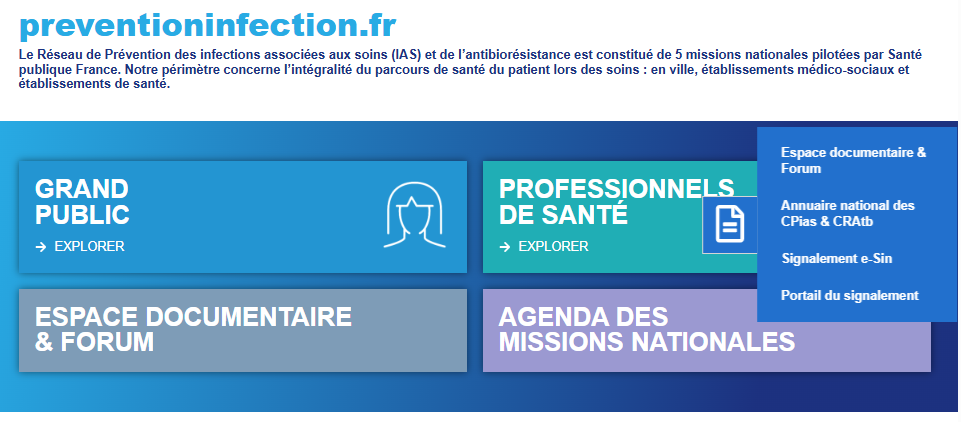 preventioninfection.fr
Le Réseau de Prévention des infections associées aux soins (IAS) et de l'antibiorésistance est constitué de 5 missions nationales pilotées par Santé
publique France. Notre périmètre concerne l'intégralité du parcours de santé du patient lors des soins : en ville, établissements médico-sociaux et
établissements de santé.
GRAND
PUBLIC
→ EXPLORER
PROFESSIONNELS
DE SANTÉ
→ EXPLORER
Espace documentaire &
Forum
Annuaire national des
CPias & CRAtb
Signalement e-Sin
Portail du signalement
ESPACE DOCUMENTAIRE
& FORUM
AGENDA DES
MISSIONS NATIONALES